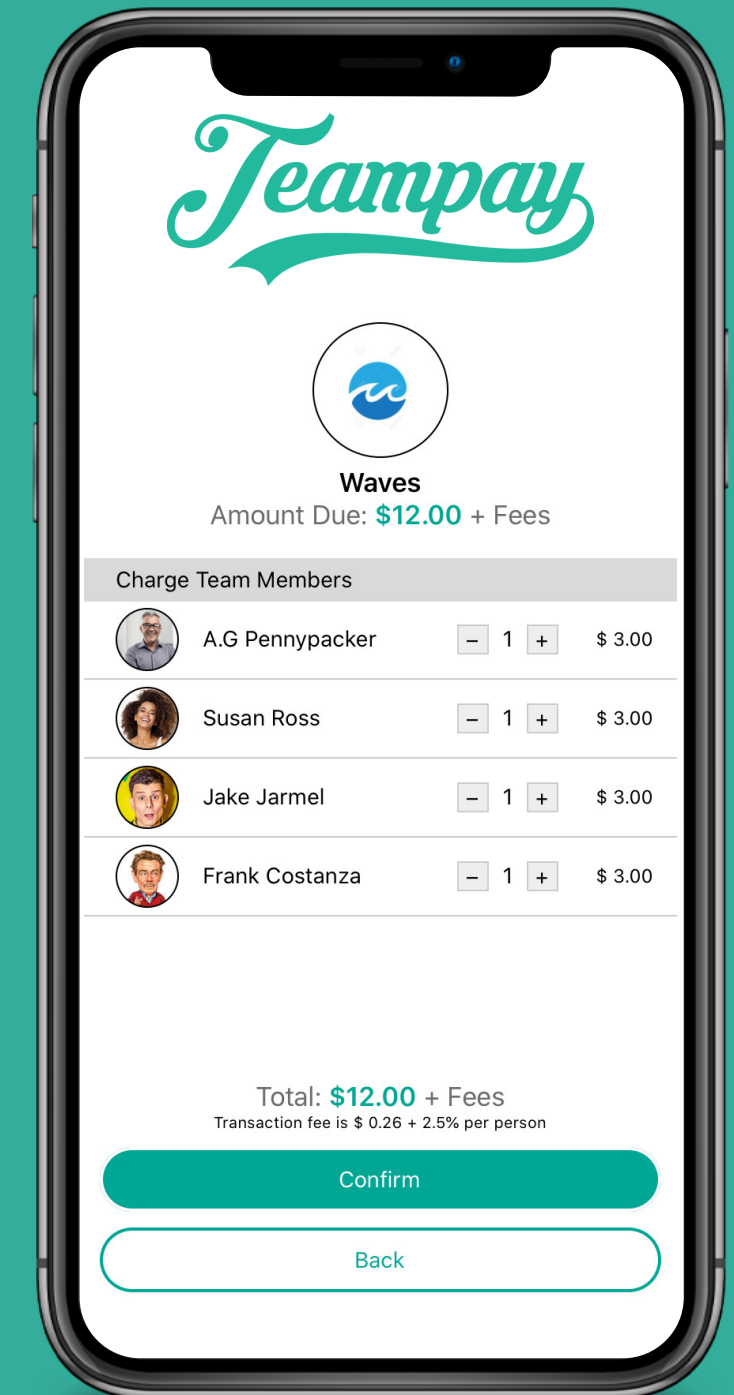 Teampay
Waves
Amount Due: $12.00 + Fees
Charge Team Members
A.G Pennypacker – 1 + $ 3.00
Susan Ross – 1 + $ 3.00
Jake Jarmel – 1 + $ 3.00
Frank Costanza – 1 + $ 3.00
Total: $12.00 + Fees
Transaction fee is $ 0.26 + 2.5% per person
Confirm
Back